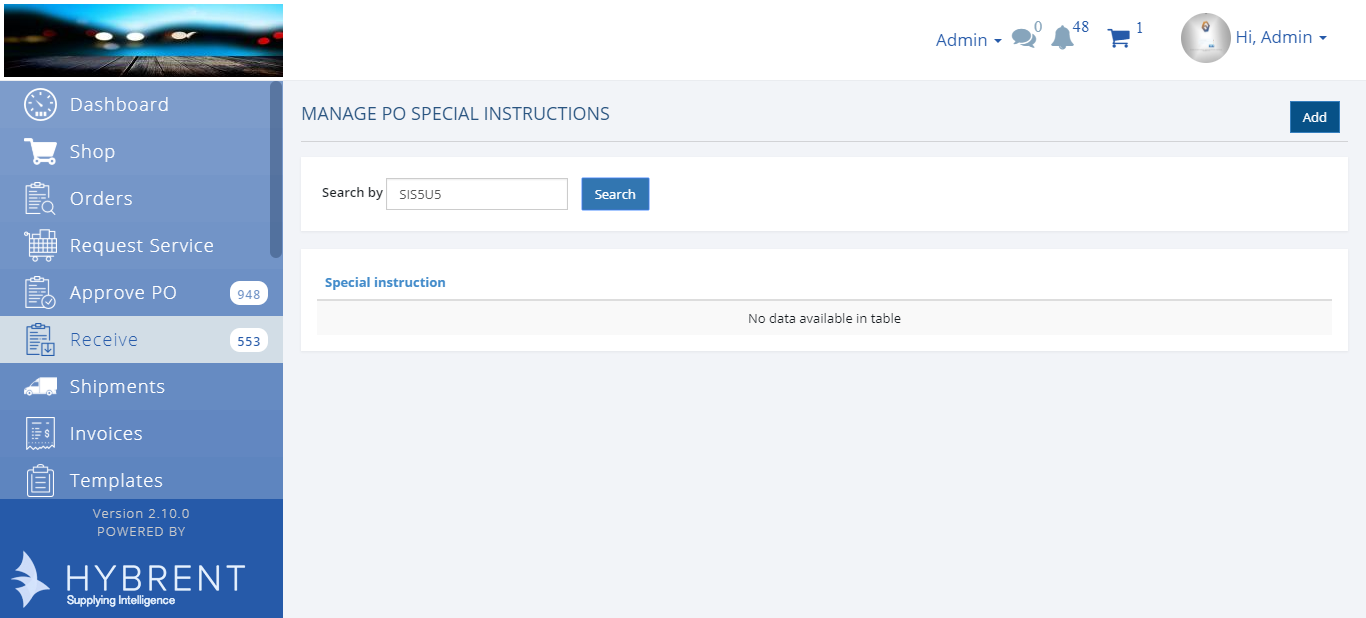 Admin
0
48
1
Hi, Admin
Dashboard
Shop
Orders
Request Service
Approve PO 948
Receive 553
Shipments
Invoices
Templates
Version 2.10.0
POWERED BY
HYBRENT
Supplying Intelligence
MANAGE PO SPECIAL INSTRUCTIONS
Add
Search by SIS5U5 Search
Special instruction
No data available in table